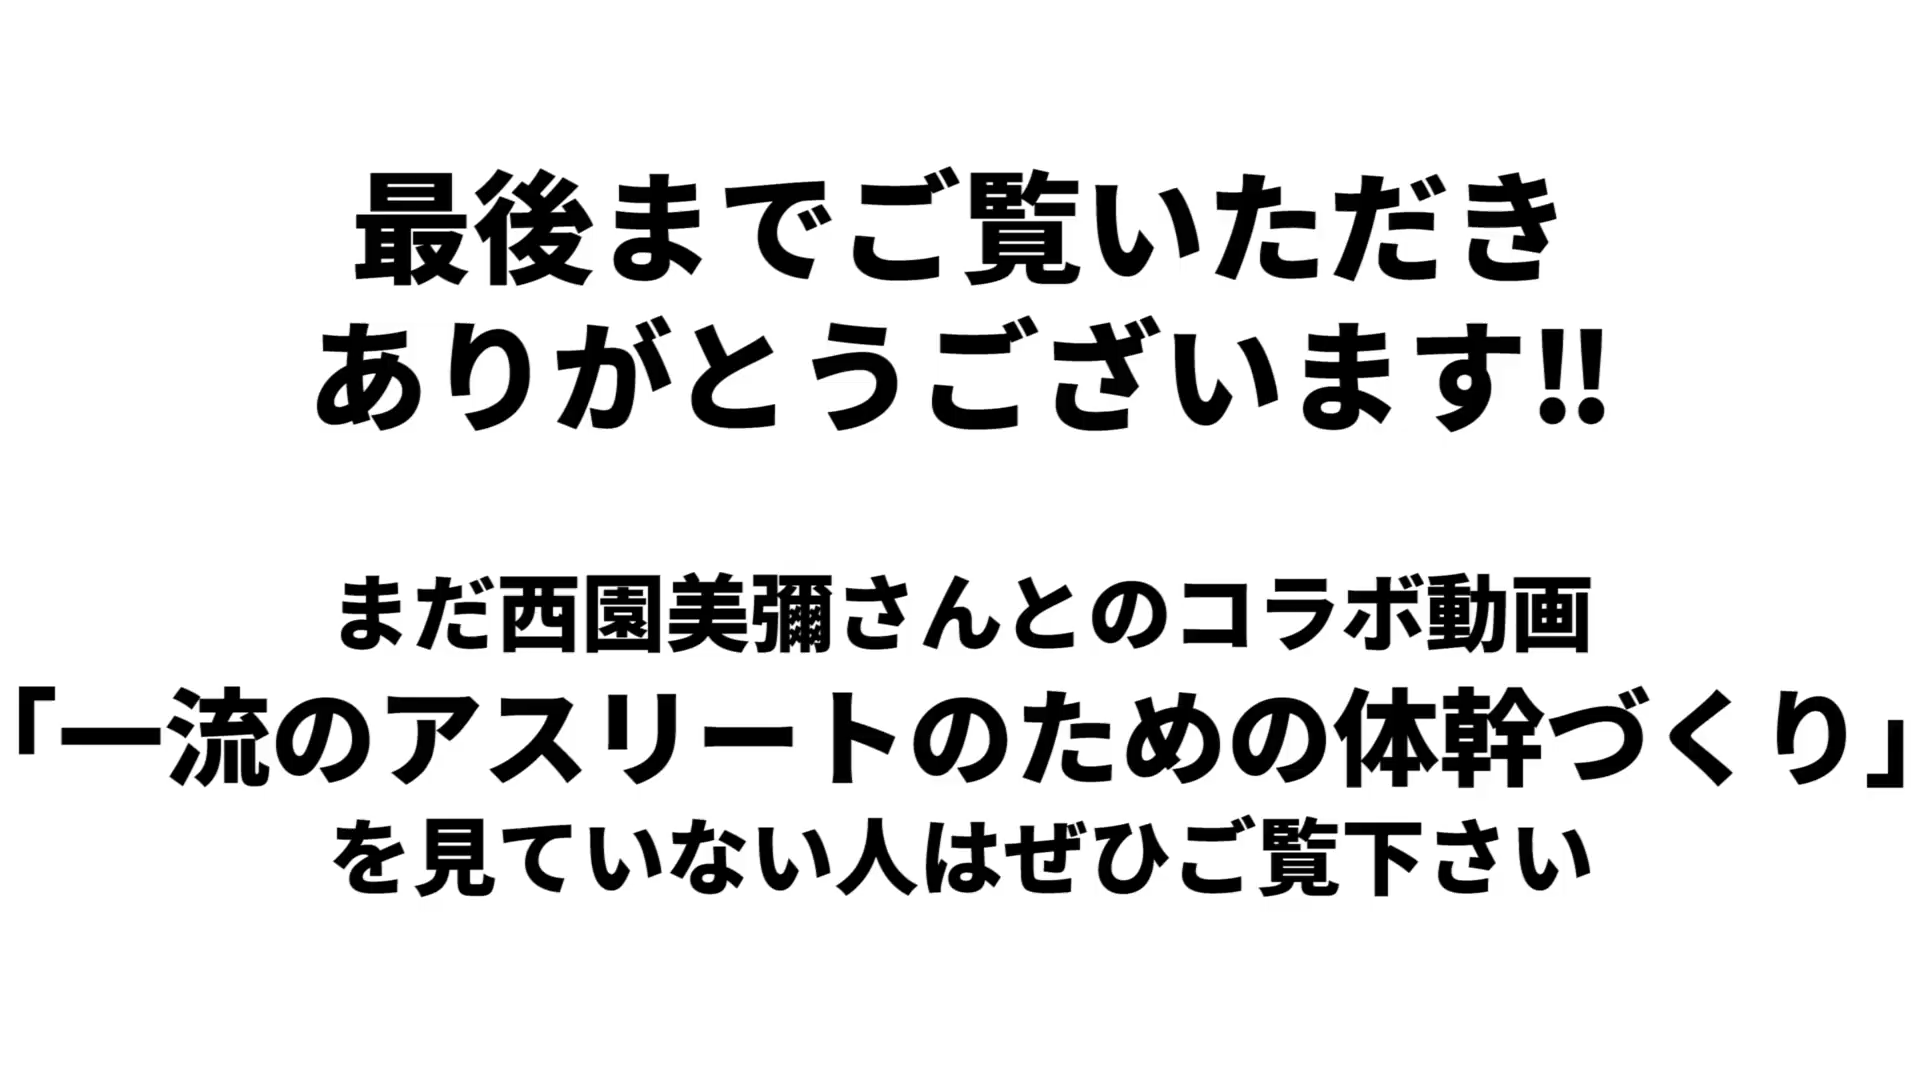 最後までご覧いただき
ありがとうございます!!
まだ西園美彌さんとのコラボ動画
「一流のアスリートのための体幹づくり」
を見ていない人はぜひご覧下さい